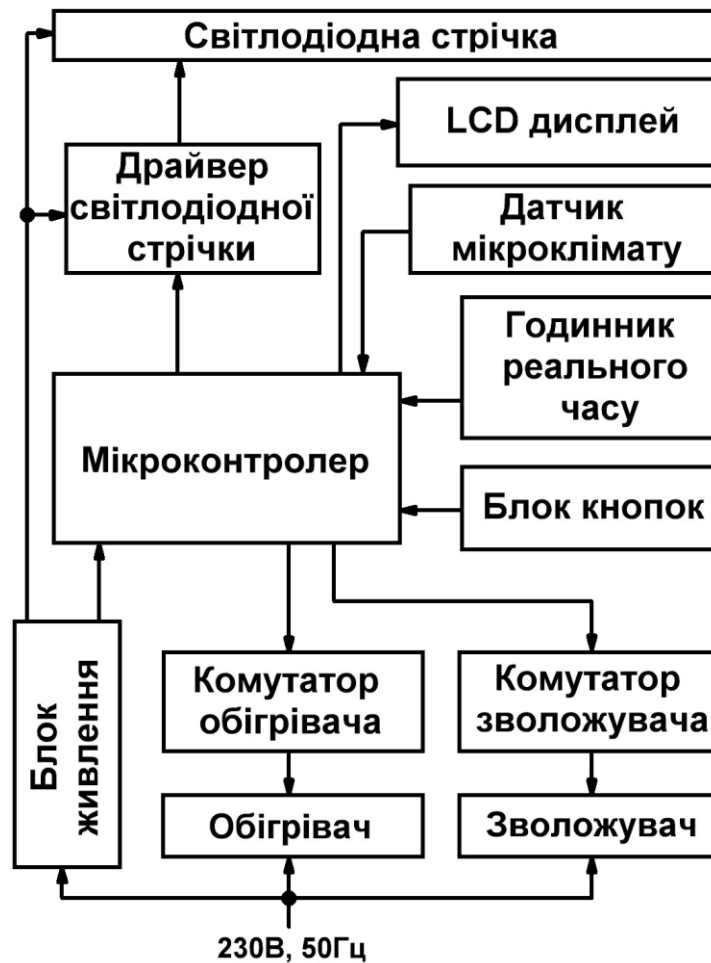 Світлодіодна стрічка
LCD дисплей
Драйвер
світлодіодної
стрічки
Датчик
мікроклімату
Годинник
реального
часу
Мікроконтролер
Блок кнопок
Блок
живлення
Комутатор
обігрівача
Комутатор
зволожувача
Обігрівач
Зволожувач
230В, 50Гц